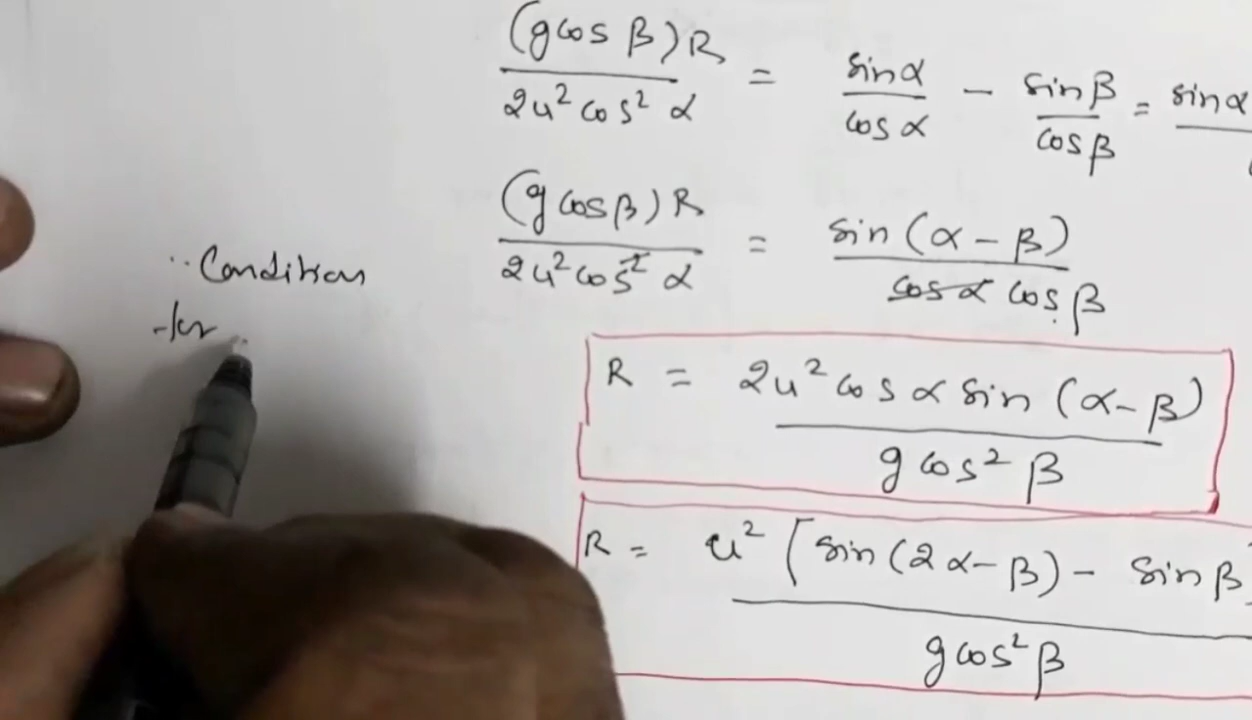 (g cos β) R / 2u² cos² α = sin α / cos α - sin β / cos β = sin α
(g cos β) R / 2u² cos² α = sin (α - β) / cos α cos β
∴ Condition
for
R = 2u² cos α sin (α - β) / g cos² β
R = u² [sin (2α - β) - sin β] / g cos² β